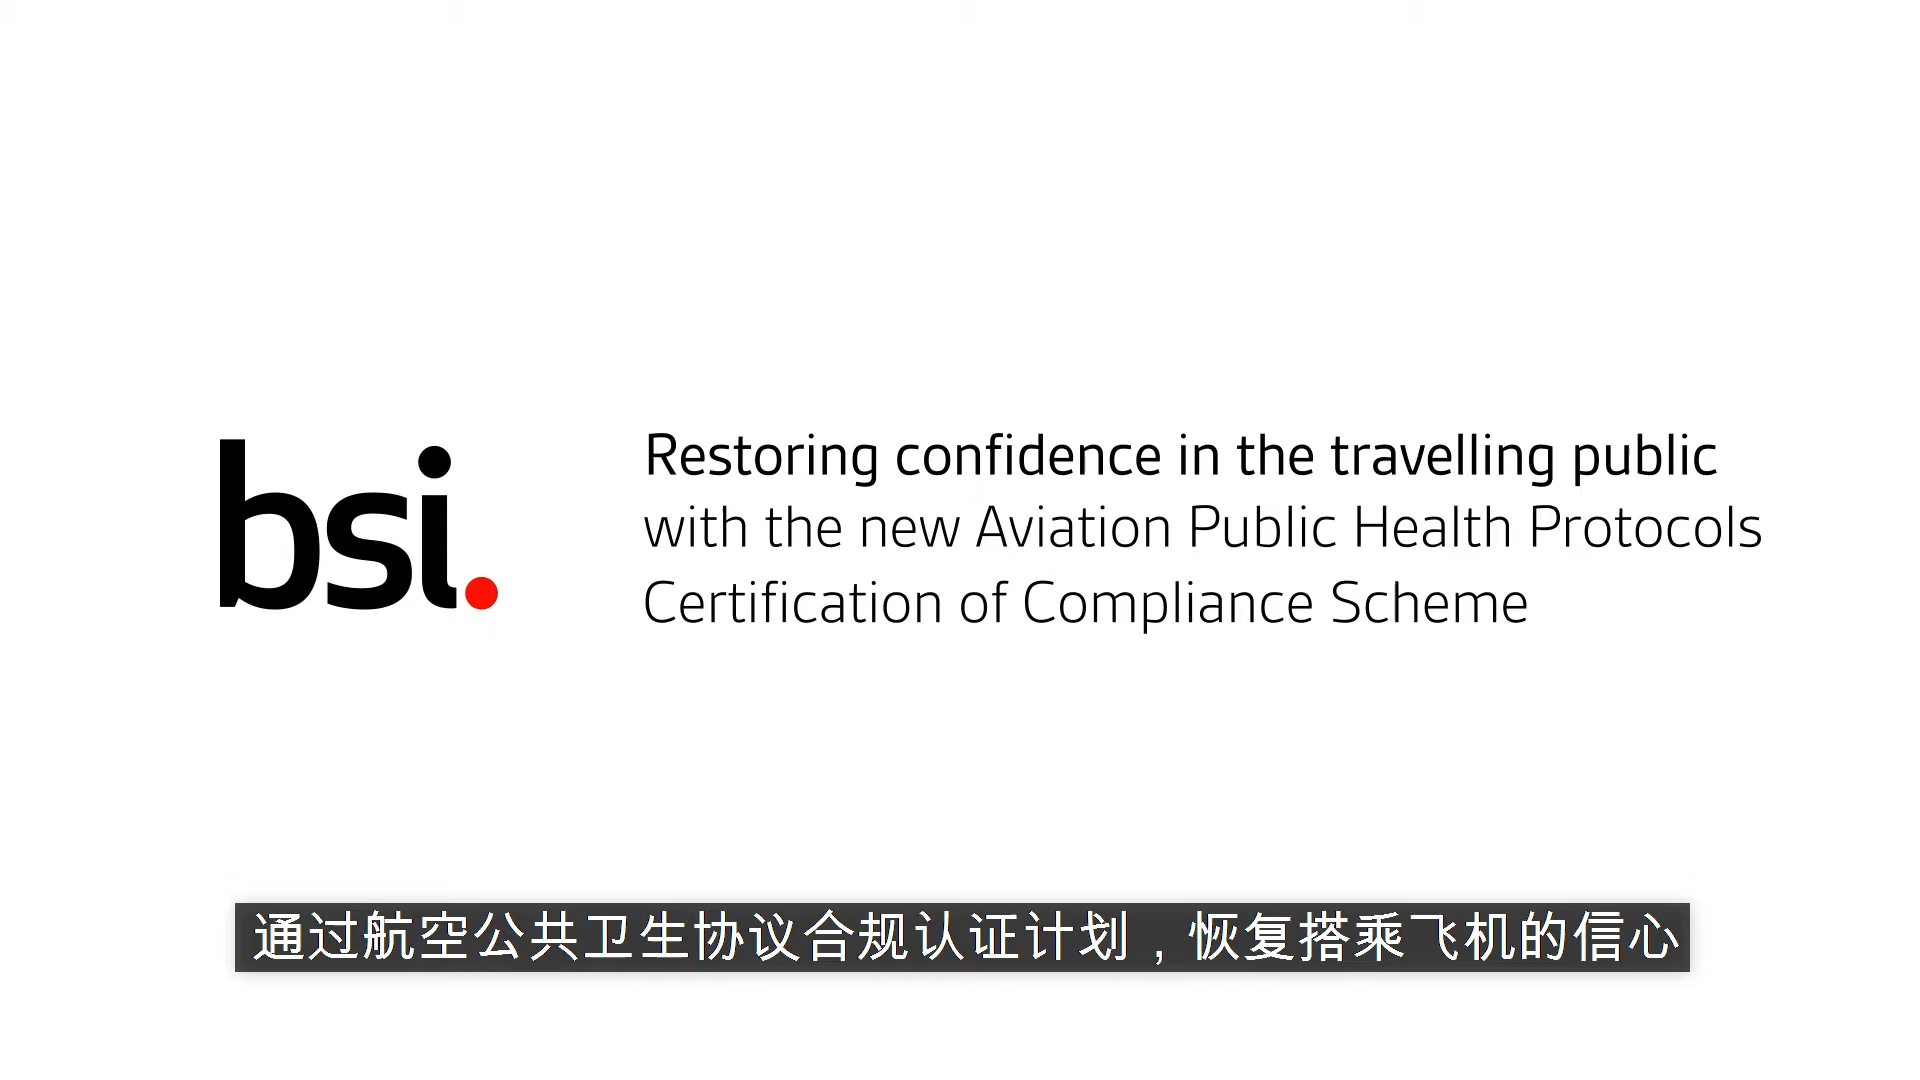 bsi.
Restoring confidence in the travelling public
with the new Aviation Public Health Protocols
Certification of Compliance Scheme
通过航空公共卫生协议合规认证计划，恢复搭乘飞机的信心